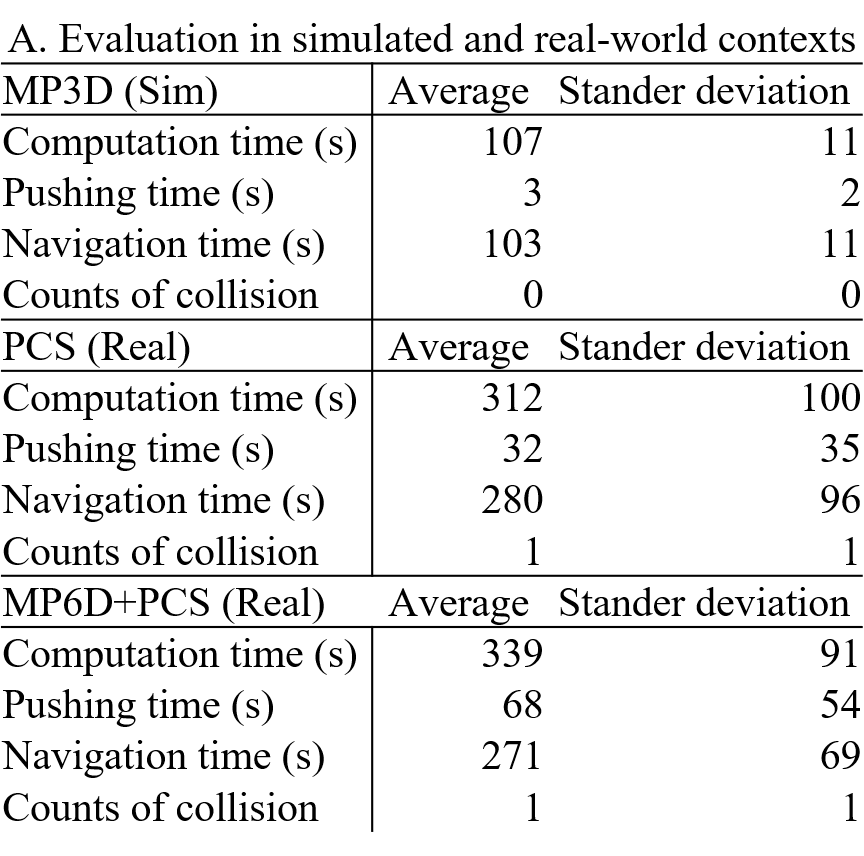 A. Evaluation in simulated and real-world contexts
MP3D (Sim) Average Stander deviation
Computation time (s) 107 11
Pushing time (s) 3 2
Navigation time (s) 103 11
Counts of collision 0 0
PCS (Real) Average Stander deviation
Computation time (s) 312 100
Pushing time (s) 32 35
Navigation time (s) 280 96
Counts of collision 1 1
MP6D+PCS (Real) Average Stander deviation
Computation time (s) 339 91
Pushing time (s) 68 54
Navigation time (s) 271 69
Counts of collision 1 1